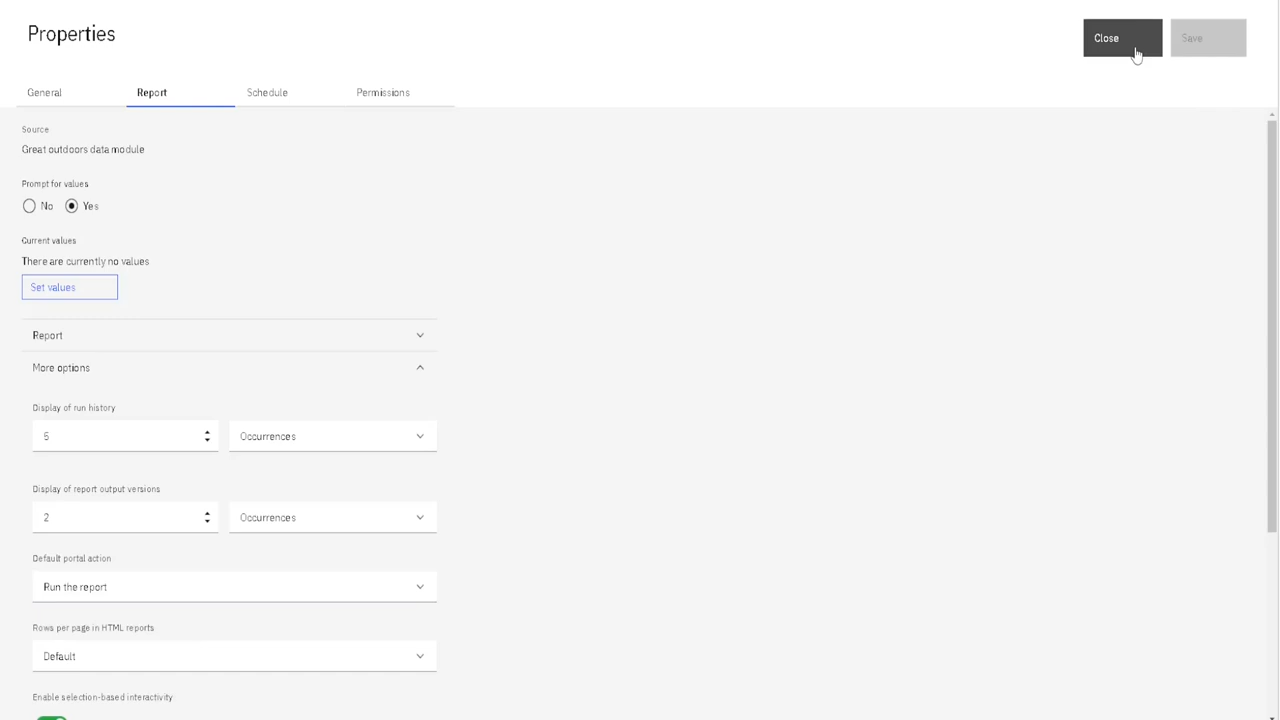 Properties
Close
Save
General
Report
Schedule
Permissions
Source
Great outdoors data module
Prompt for values
No
Yes
Current values
There are currently no values
Set values
Report
More options
Display of run history
5
Occurrences
Display of report output versions
2
Occurrences
Default portal action
Run the report
Rows per page in HTML reports
Default
Enable selection-based interactivity